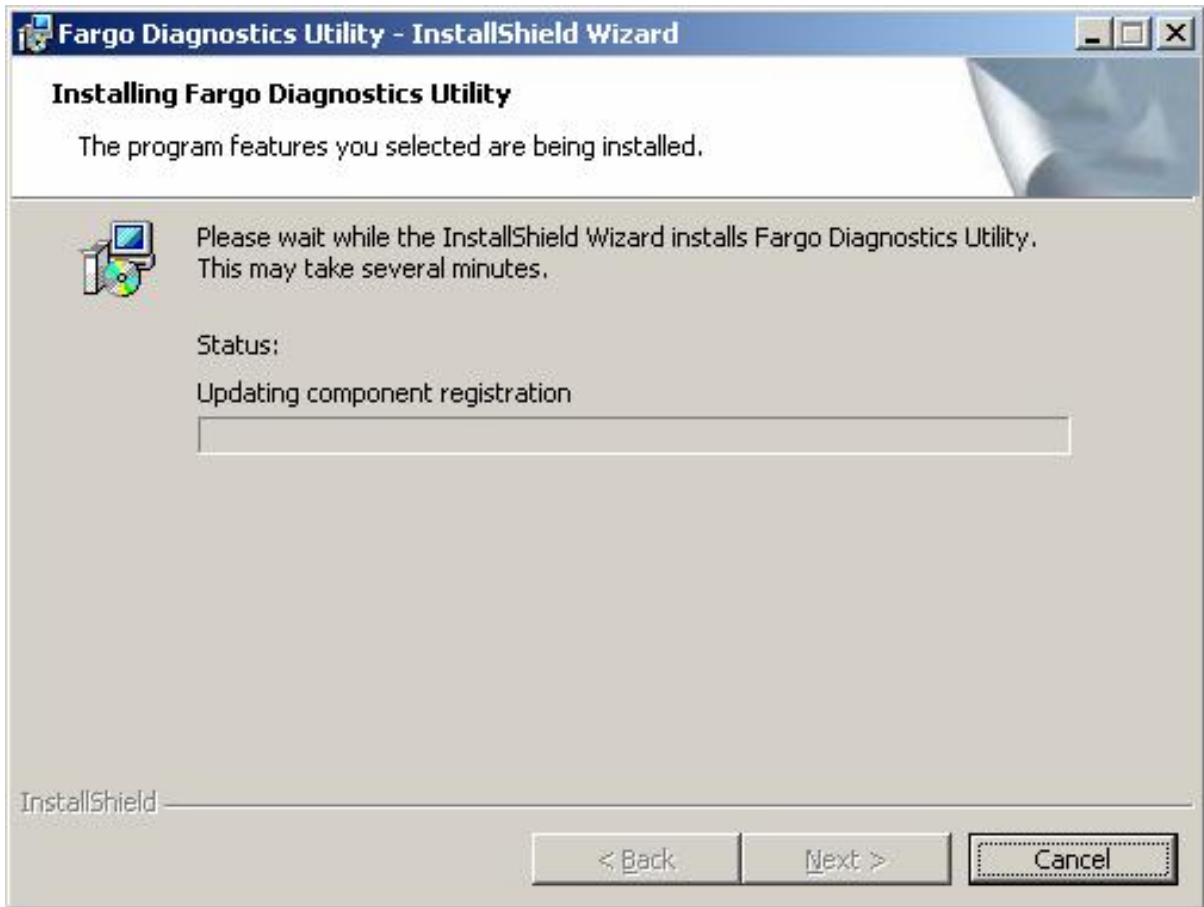 Fargo Diagnostics Utility - InstallShield Wizard
Installing Fargo Diagnostics Utility
The program features you selected are being installed.
Please wait while the InstallShield Wizard installs Fargo Diagnostics Utility.
This may take several minutes.
Status:
Updating component registration
InstallShield
< Back
Next >
Cancel